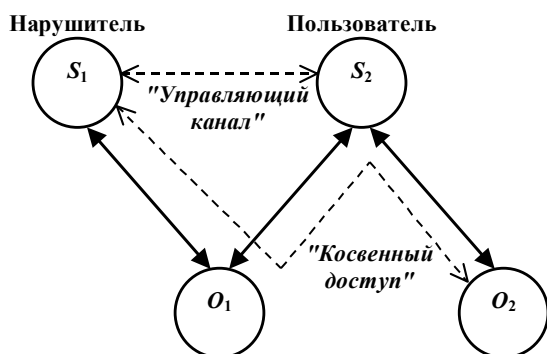 Нарушитель
Пользователь
S1
S2
"Управляющий
канал"
"Косвенный
доступ"
O1
O2